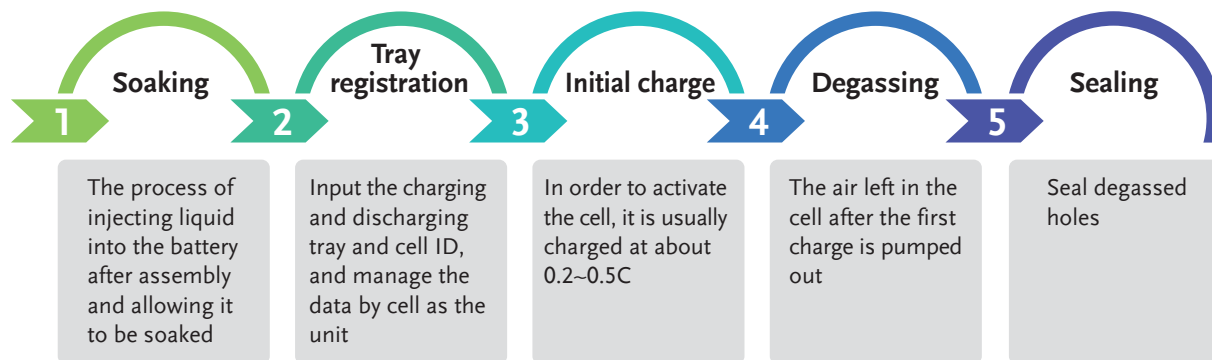 1
Soaking
The process of
injecting liquid
into the battery
after assembly
and allowing it
to be soaked
2
Tray
registration
Input the charging
and discharging
tray and cell ID,
and manage the
data by cell as the
unit
3
Initial charge
In order to activate
the cell, it is usually
charged at about
0.2~0.5C
4
Degassing
The air left in the
cell after the first
charge is pumped
out
5
Sealing
Seal degassed
holes